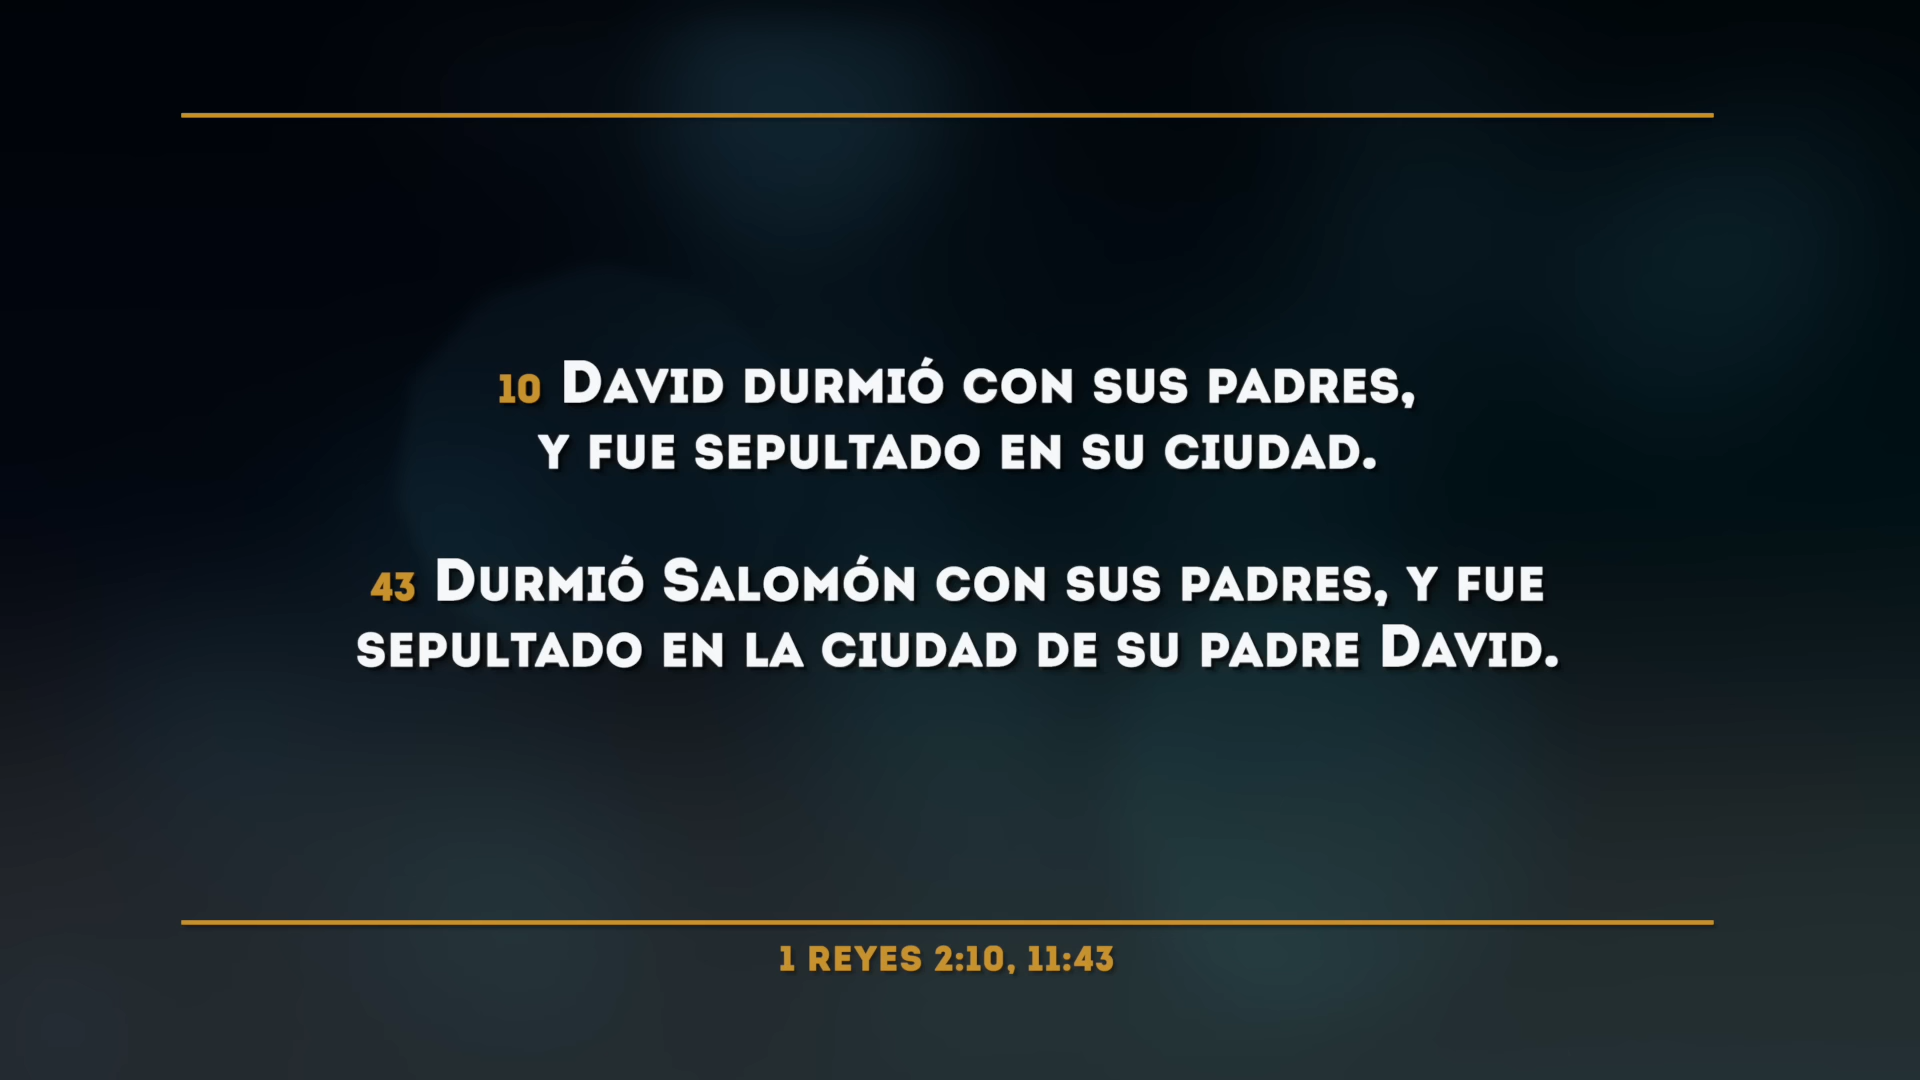 10 David durmió con sus padres,
y fue sepultado en su ciudad.
43 Durmió Salomón con sus padres, y fue
sepultado en la ciudad de su padre David.
1 REYES 2:10, 11:43